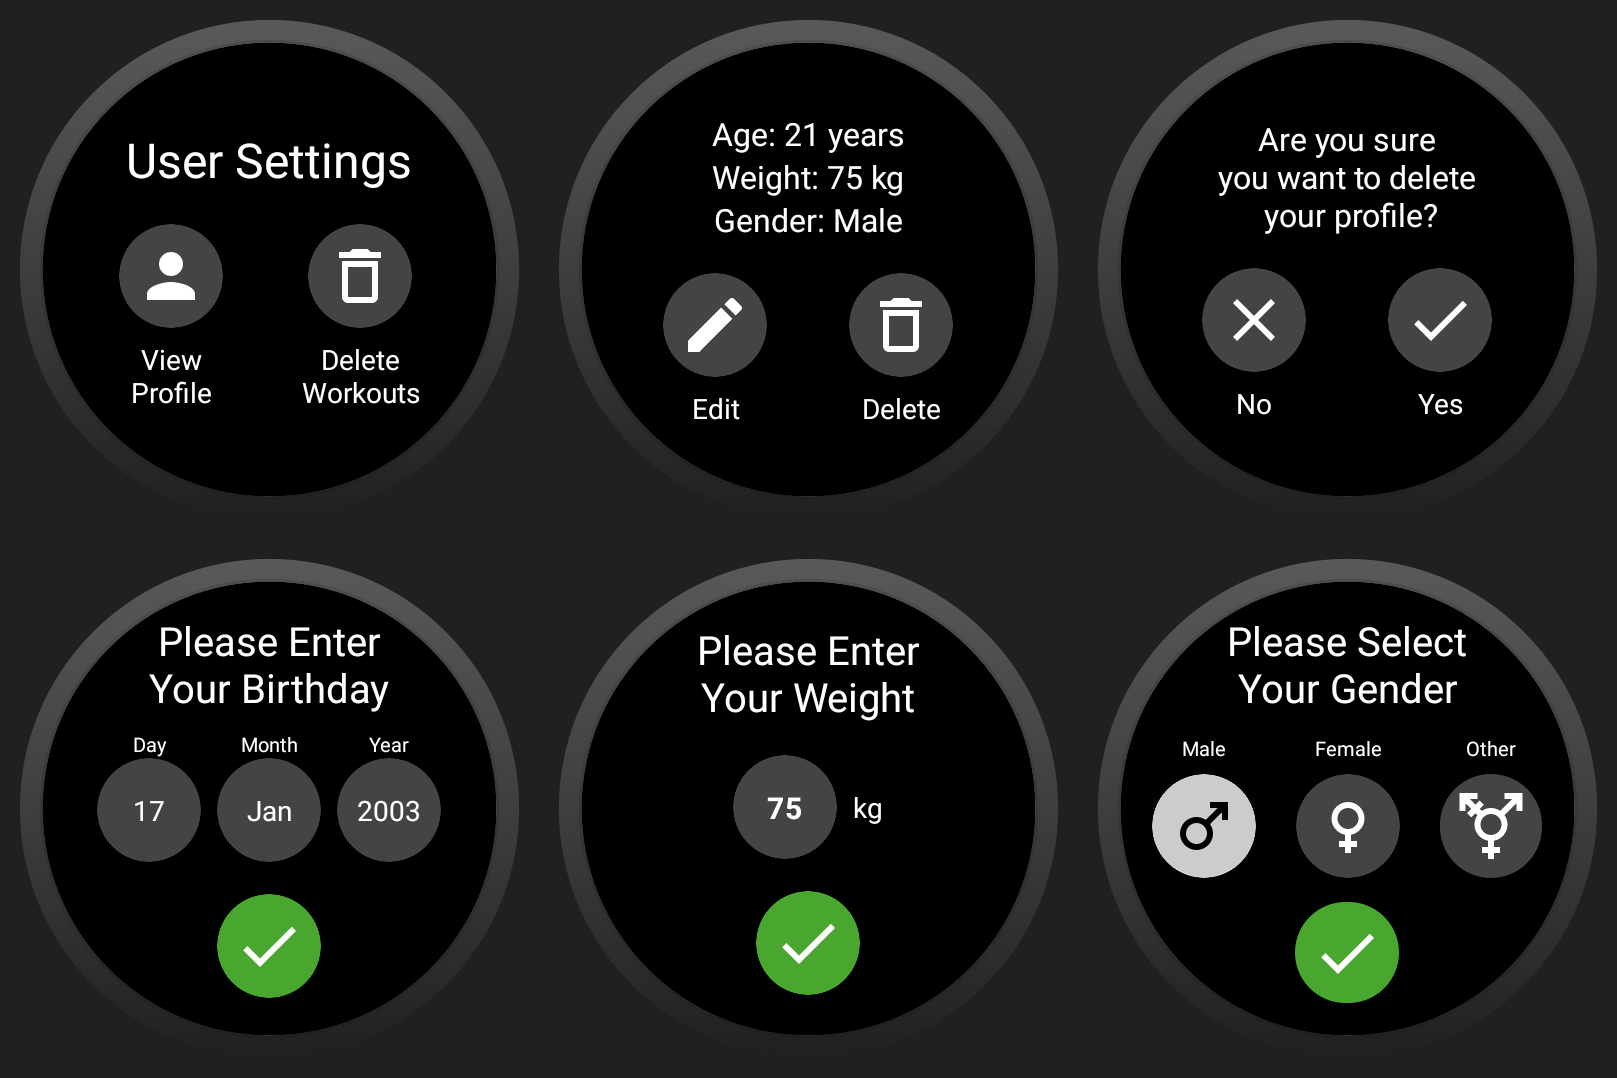 User Settings
View
Profile
Delete
Workouts
Age: 21 years
Weight: 75 kg
Gender: Male
Edit
Delete
Are you sure
you want to delete
your profile?
No
Yes
Please Enter
Your Birthday
Day
Month
Year
17
Jan
2003
Please Enter
Your Weight
75 kg
Please Select
Your Gender
Male
Female
Other